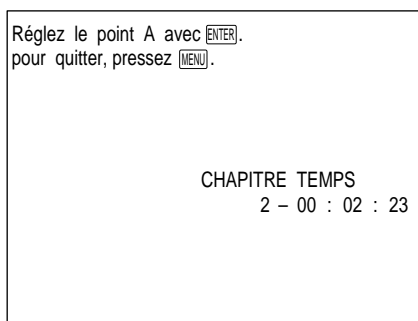 Réglez le point A avec ENTER.
pour quitter, pressez MENU.
CHAPITRE TEMPS
2 – 00 : 02 : 23